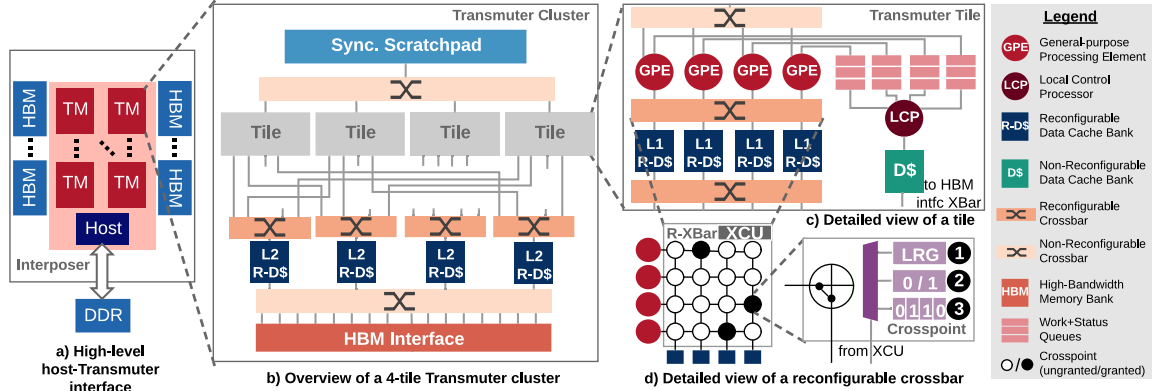 HBM
HBM
TM
TM
TM
TM
HBM
HBM
Host
Interposer
DDR
a) High-level
host-Transmuter
interface
Transmuter Cluster
Sync. Scratchpad
Tile
Tile
Tile
Tile
L2
R-D$
L2
R-D$
L2
R-D$
L2
R-D$
HBM Interface
b) Overview of a 4-tile Transmuter cluster
Transmuter Tile
GPE
GPE
GPE
GPE
LCP
L1
R-D$
L1
R-D$
L1
R-D$
L1
R-D$
D$
to HBM
intfc XBar
c) Detailed view of a tile
R-XBar
XCU
LRG
1
0 / 1
2
0110
3
Crosspoint
from XCU
d) Detailed view of a reconfigurable crossbar
Legend
GPE
General-purpose
Processing Element
LCP
Local Control
Processor
R-D$
Reconfigurable
Data Cache Bank
D$
Non-Reconfigurable
Data Cache Bank
Reconfigurable
Crossbar
Non-Reconfigurable
Crossbar
HBM
High-Bandwidth
Memory Bank
Work+Status
Queues
/
Crosspoint
(ungranted/granted)